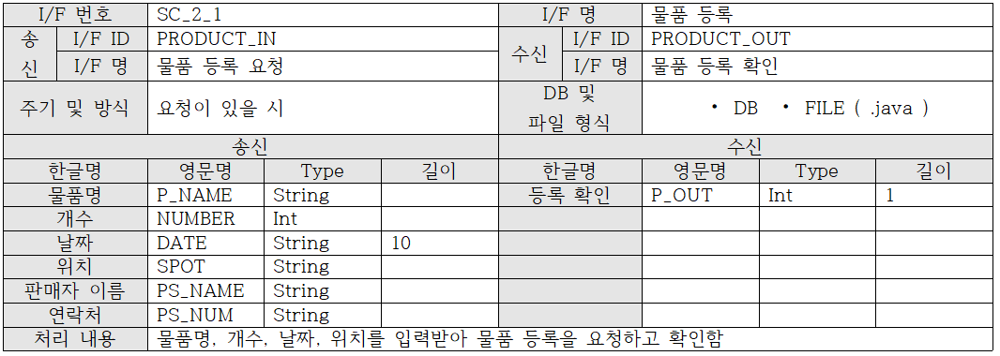 I/F 번호 SC_2_1 I/F 명 물품 등록
송신 I/F ID PRODUCT_IN 수신 I/F ID PRODUCT_OUT
I/F 명 물품 등록 요청 I/F 명 물품 등록 확인
주기 및 방식 요청이 있을 시 DB 및 파일 형식 · DB · FILE ( .java )
송신 수신
한글명 영문명 Type 길이 한글명 영문명 Type 길이
물품명 P_NAME String 등록 확인 P_OUT Int 1
개수 NUMBER Int
날짜 DATE String 10
위치 SPOT String
판매자 이름 PS_NAME String
연락처 PS_NUM String
처리 내용 물품명, 개수, 날짜, 위치를 입력받아 물품 등록을 요청하고 확인함